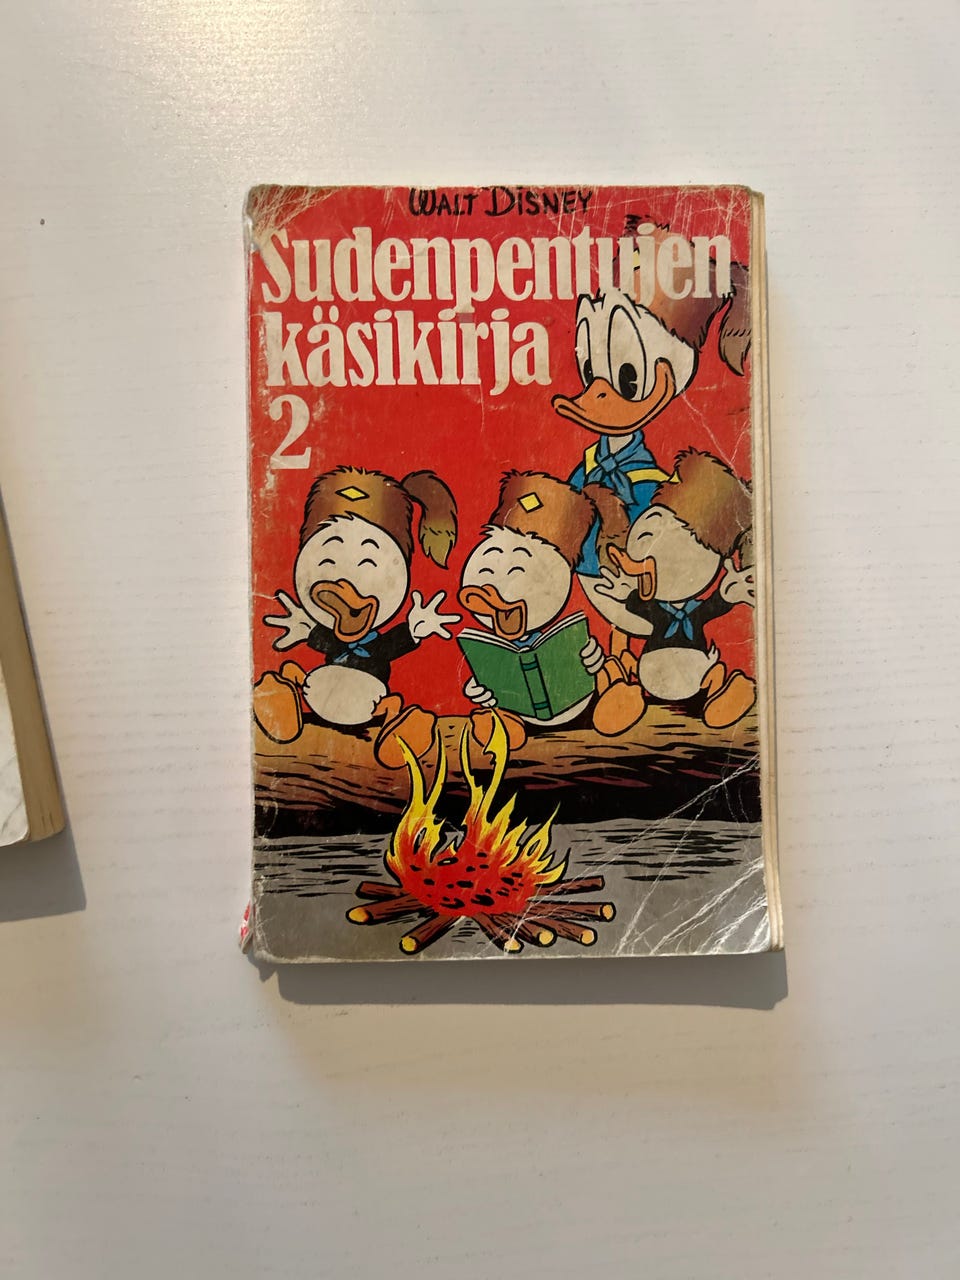 WALT DISNEY
Sudenpentujen
käsikirja
2